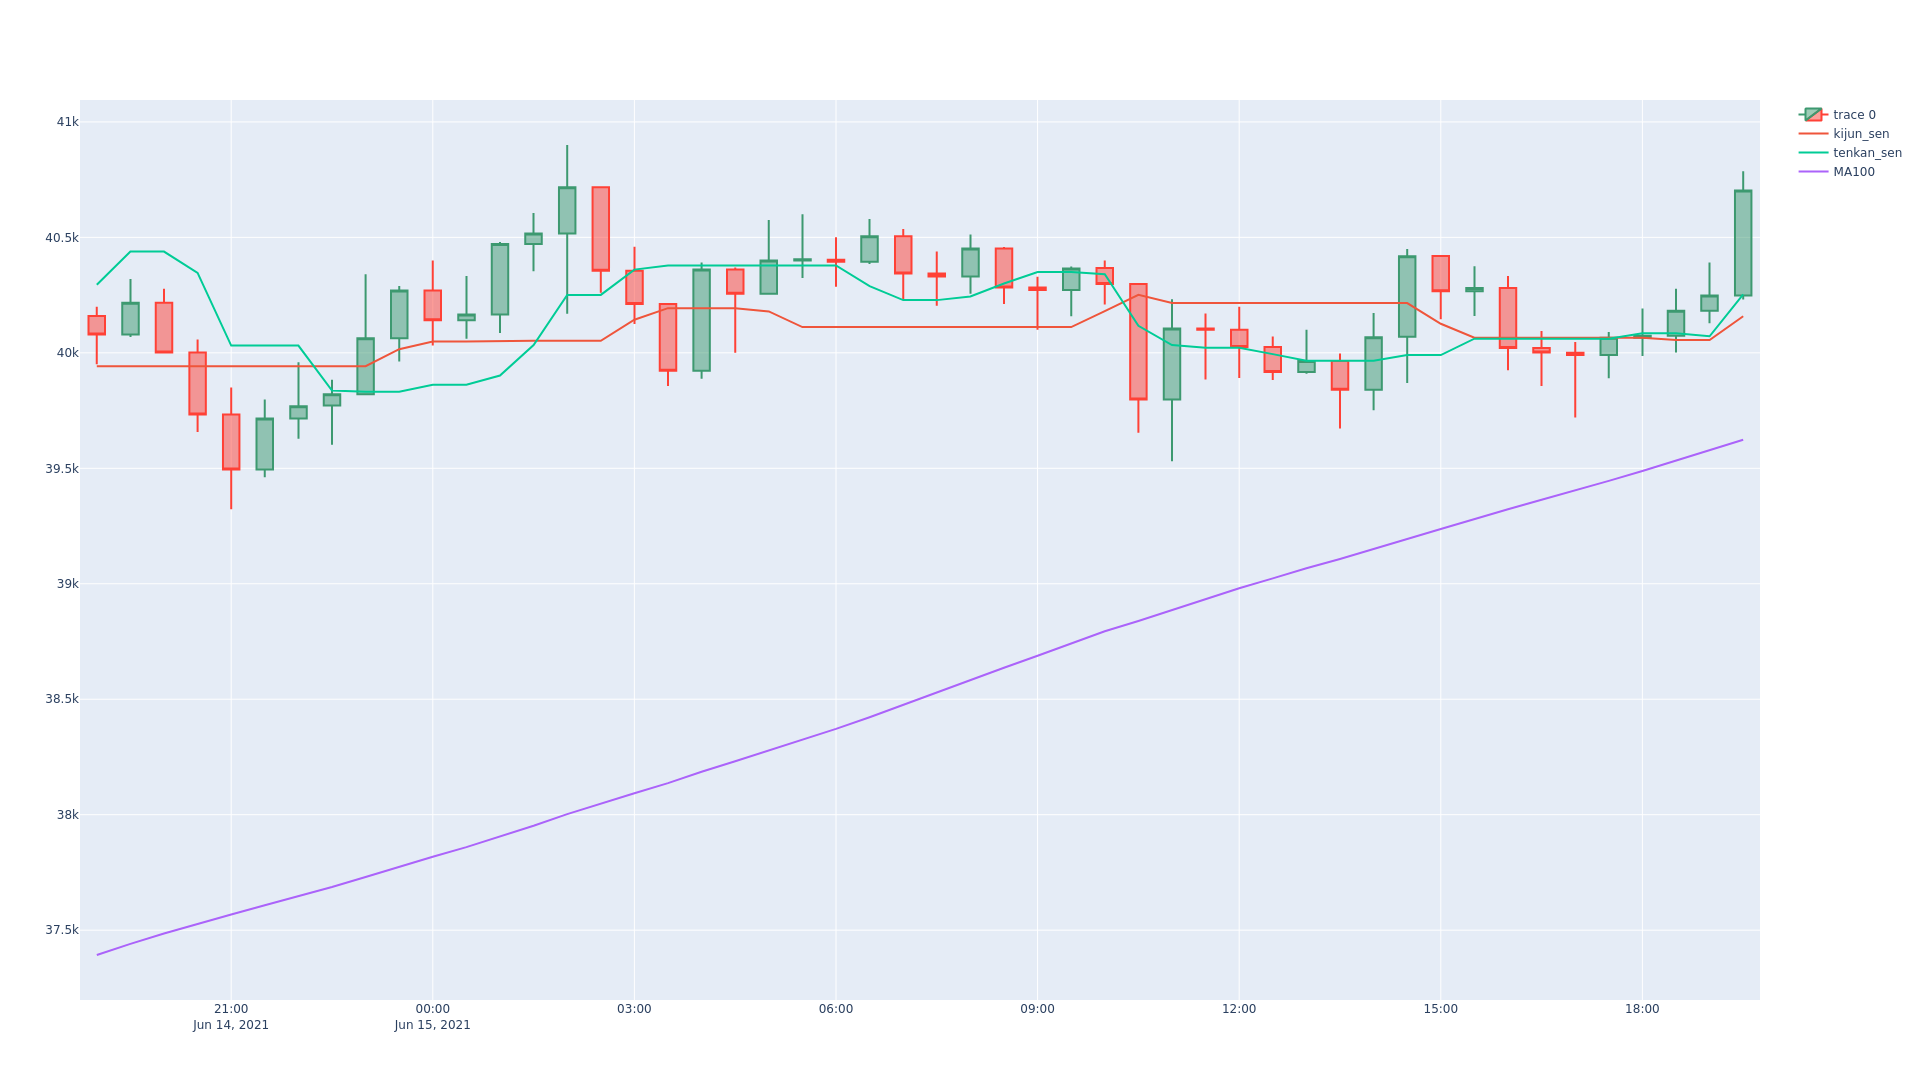 41k
40.5k
40k
39.5k
39k
38.5k
38k
37.5k
21:00
Jun 14, 2021
00:00
Jun 15, 2021
03:00
06:00
09:00
12:00
15:00
18:00
trace 0
kijun_sen
tenkan_sen
MA100